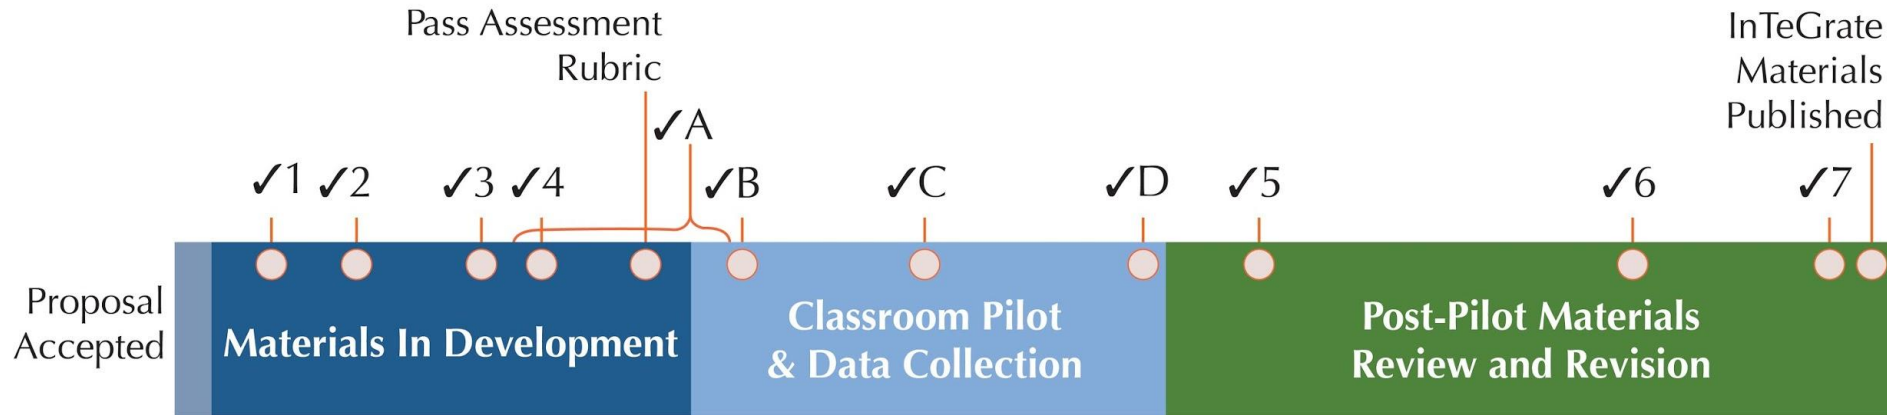 Pass Assessment
Rubric
InTeGrate
Materials
Published
✓A
✓1
✓2
✓3
✓4
✓B
✓C
✓D
✓5
✓6
✓7
Proposal
Accepted
Materials In Development
Classroom Pilot
& Data Collection
Post-Pilot Materials
Review and Revision